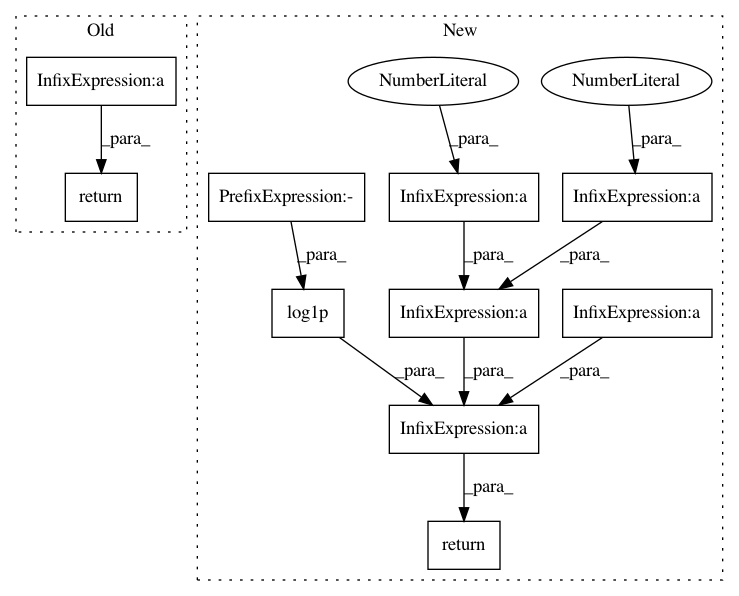 Old
New
InfixExpression:a
NumberLiteral
NumberLiteral
_para_
_para_
_para_
return
PrefixExpression:-
InfixExpression:a
InfixExpression:a
_para_
_para_
_para_
log1p
InfixExpression:a
InfixExpression:a
_para_
_para_
_para_
InfixExpression:a
_para_
return